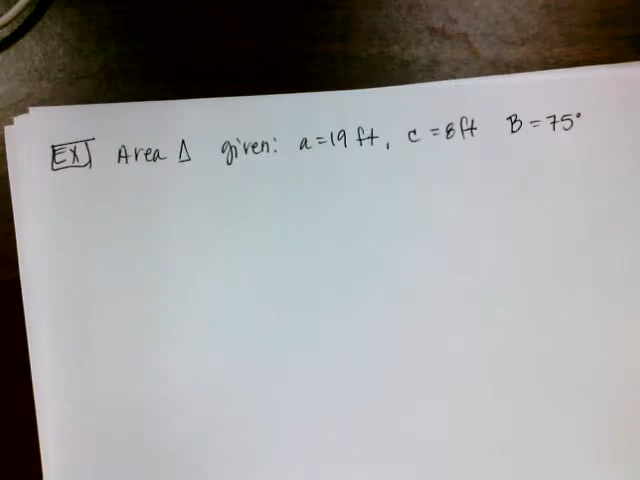 EX Area Δ given: a = 19 ft, c = 8 ft B = 75°